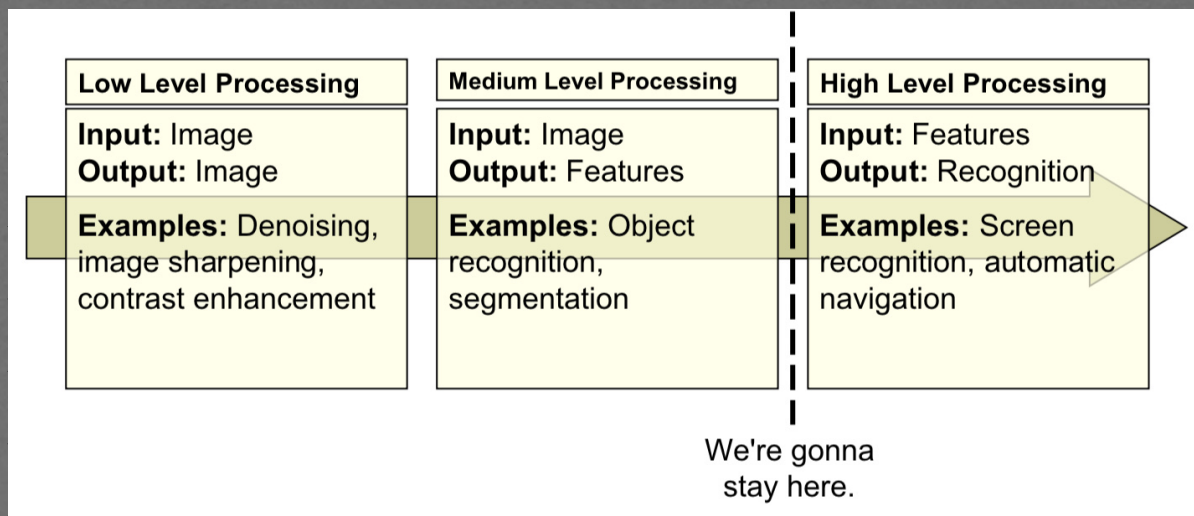 Low Level Processing
Input: Image
Output: Image
Examples: Denoising,
image sharpening,
contrast enhancement
Medium Level Processing
Input: Image
Output: Features
Examples: Object
recognition,
segmentation
High Level Processing
Input: Features
Output: Recognition
Examples: Screen
recognition, automatic
navigation
We're gonna
stay here.